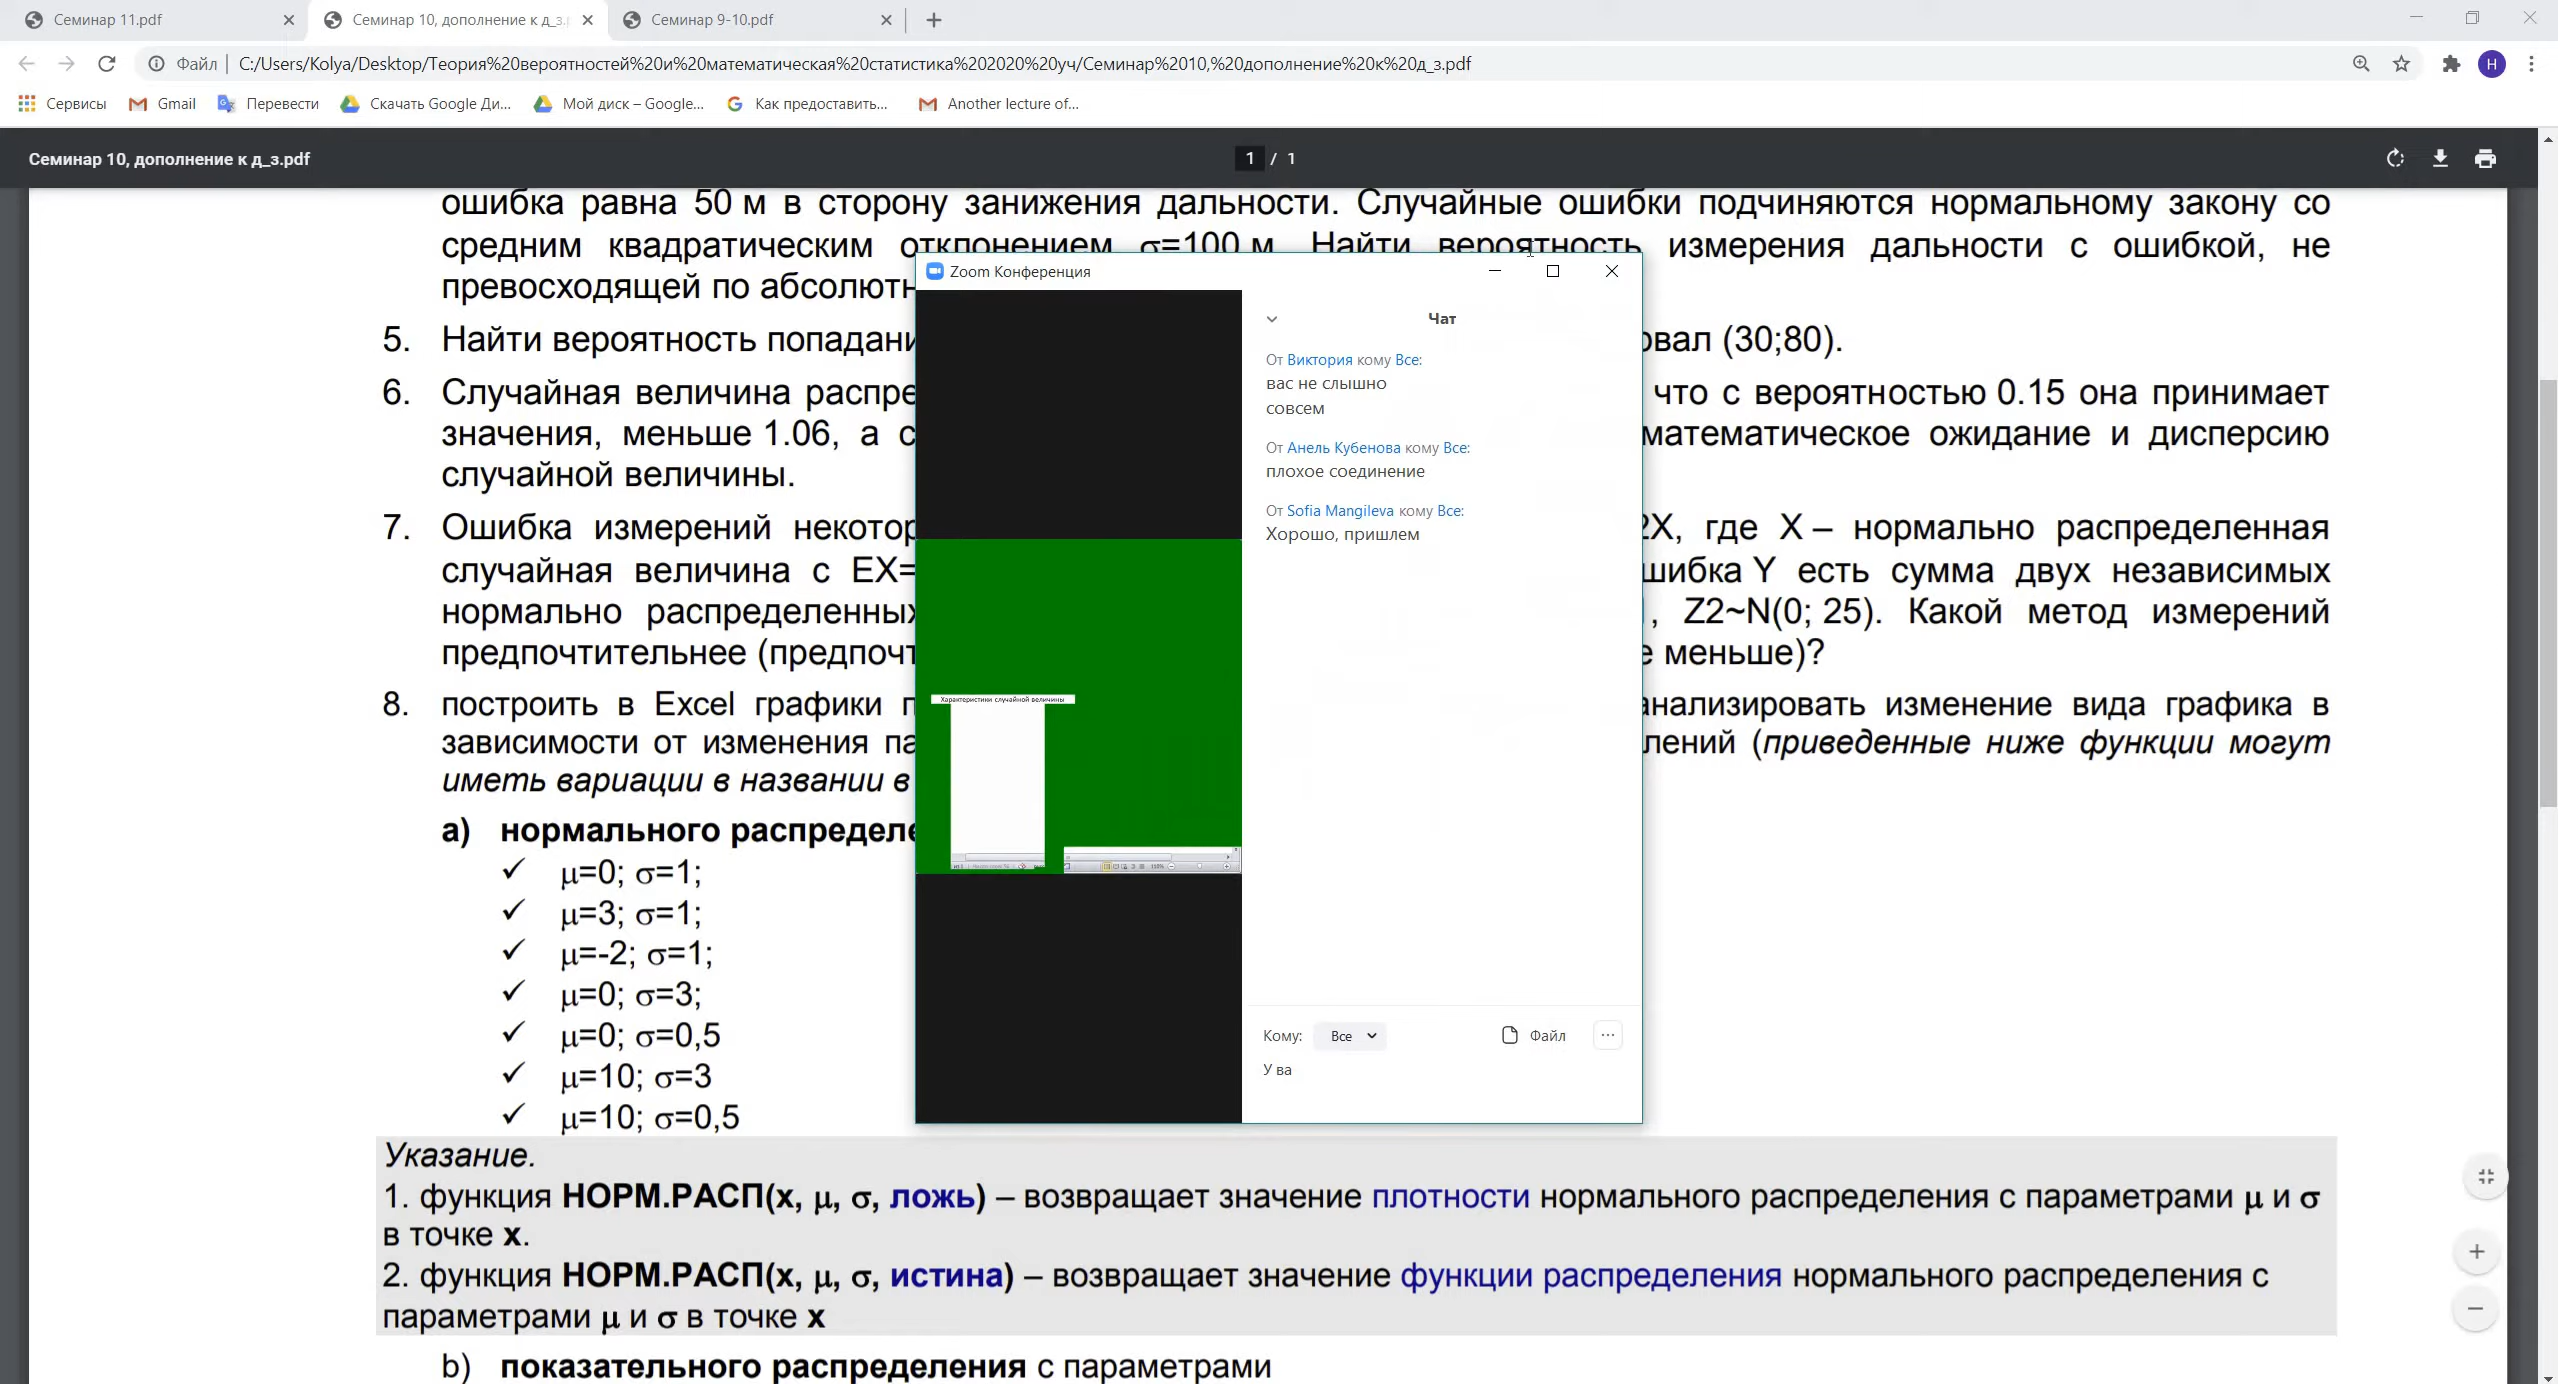 Семинар 11.pdf
Семинар 10, дополнение к д_з.
Семинар 9-10.pdf
Файл
C:/Users/Kolya/Desktop/Теория%20вероятностей%20и%20математическая%20статистика%202020%20уч/Семинар%2010,%20дополнение%20к%20д_з.pdf
Н
Сервисы
Gmail
Перевести
Скачать Google Ди...
Мой диск – Google...
Как предоставить...
Another lecture of...
Семинар 10, дополнение к д_з.pdf
1 / 1
ошибка равна 50 м в сторону занижения дальности. Случайные ошибки подчиняются нормальному закону со
средним квадратическим отклонением σ=100 м. Найти вероятность измерения дальности с ошибкой, не
превосходящей по абсолютн
5. Найти вероятность попадани овал (30;80).
6. Случайная величина распре что с вероятностью 0.15 она принимает
значения, меньше 1.06, а с математическое ожидание и дисперсию
случайной величины.
7. Ошибка измерений некотор 2X, где X – нормально распределенная
случайная величина с EX= шибка Y есть сумма двух независимых
нормально распределенных , Z2~N(0; 25). Какой метод измерений
предпочтительнее (предпочт е меньше)?
8. построить в Excel графики п анализировать изменение вида графика в
зависимости от изменения па лений (приведенные ниже функции могут
иметь вариации в названии в
a) нормального распределе
✓ μ=0; σ=1;
✓ μ=3; σ=1;
✓ μ=-2; σ=1;
✓ μ=0; σ=3;
✓ μ=0; σ=0,5
✓ μ=10; σ=3
✓ μ=10; σ=0,5
Указание.
1. функция НОРМ.РАСП(x, μ, σ, ложь) – возвращает значение плотности нормального распределения с параметрами μ и σ
в точке x.
2. функция НОРМ.РАСП(x, μ, σ, истина) – возвращает значение функции распределения нормального распределения с
параметрами μ и σ в точке x
b) показательного распределения с параметрами
Zoom Конференция
Характеристики случайной величины
Чат
От Виктория кому Все:
вас не слышно
совсем
От Анель Кубенова кому Все:
плохое соединение
От Sofia Mangileva кому Все:
Хорошо, пришлем
Кому: Все
Файл
У ва